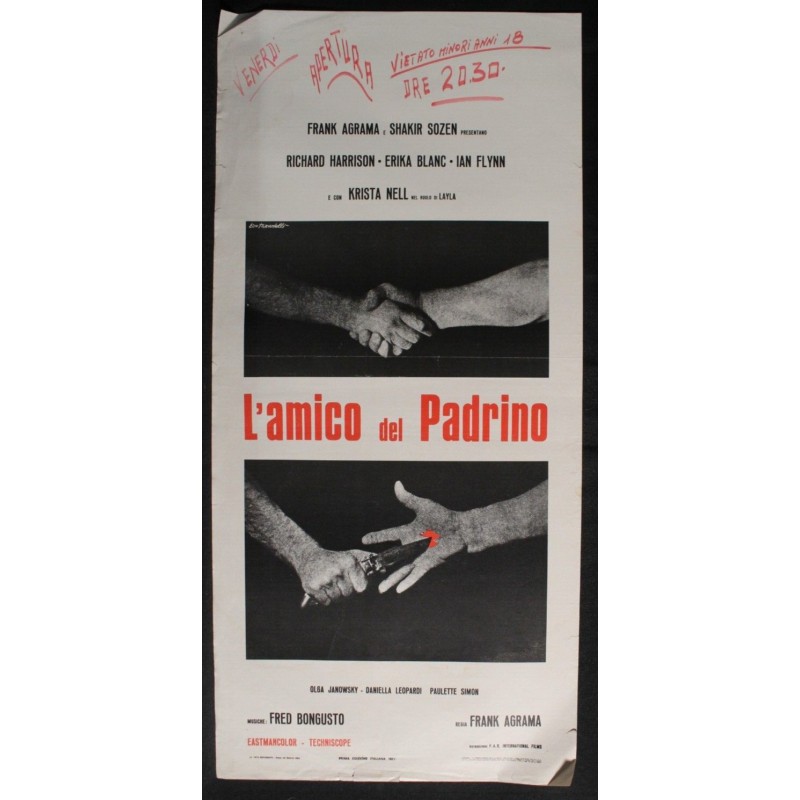 VENERDI APERTURA VIETATO MINORI ANNI 18
ORE 20.30.
FRANK AGRAMA E SHAKIR SOZEN PRESENTANO
RICHARD HARRISON • ERIKA BLANC • IAN FLYNN
E CON KRISTA NELL NEL RUOLO DI LAYLA
L'amico del Padrino
OLGA JANOWSKY - DANIELLA LEOPARDI PAULETTE SIMON
MUSICHE: FRED BONGUSTO REGIA FRANK AGRAMA
EASTMANCOLOR - TECHNISCOPE F.A.C. INTERNATIONAL FILMS
PRIMA EDIZIONE ITALIANA